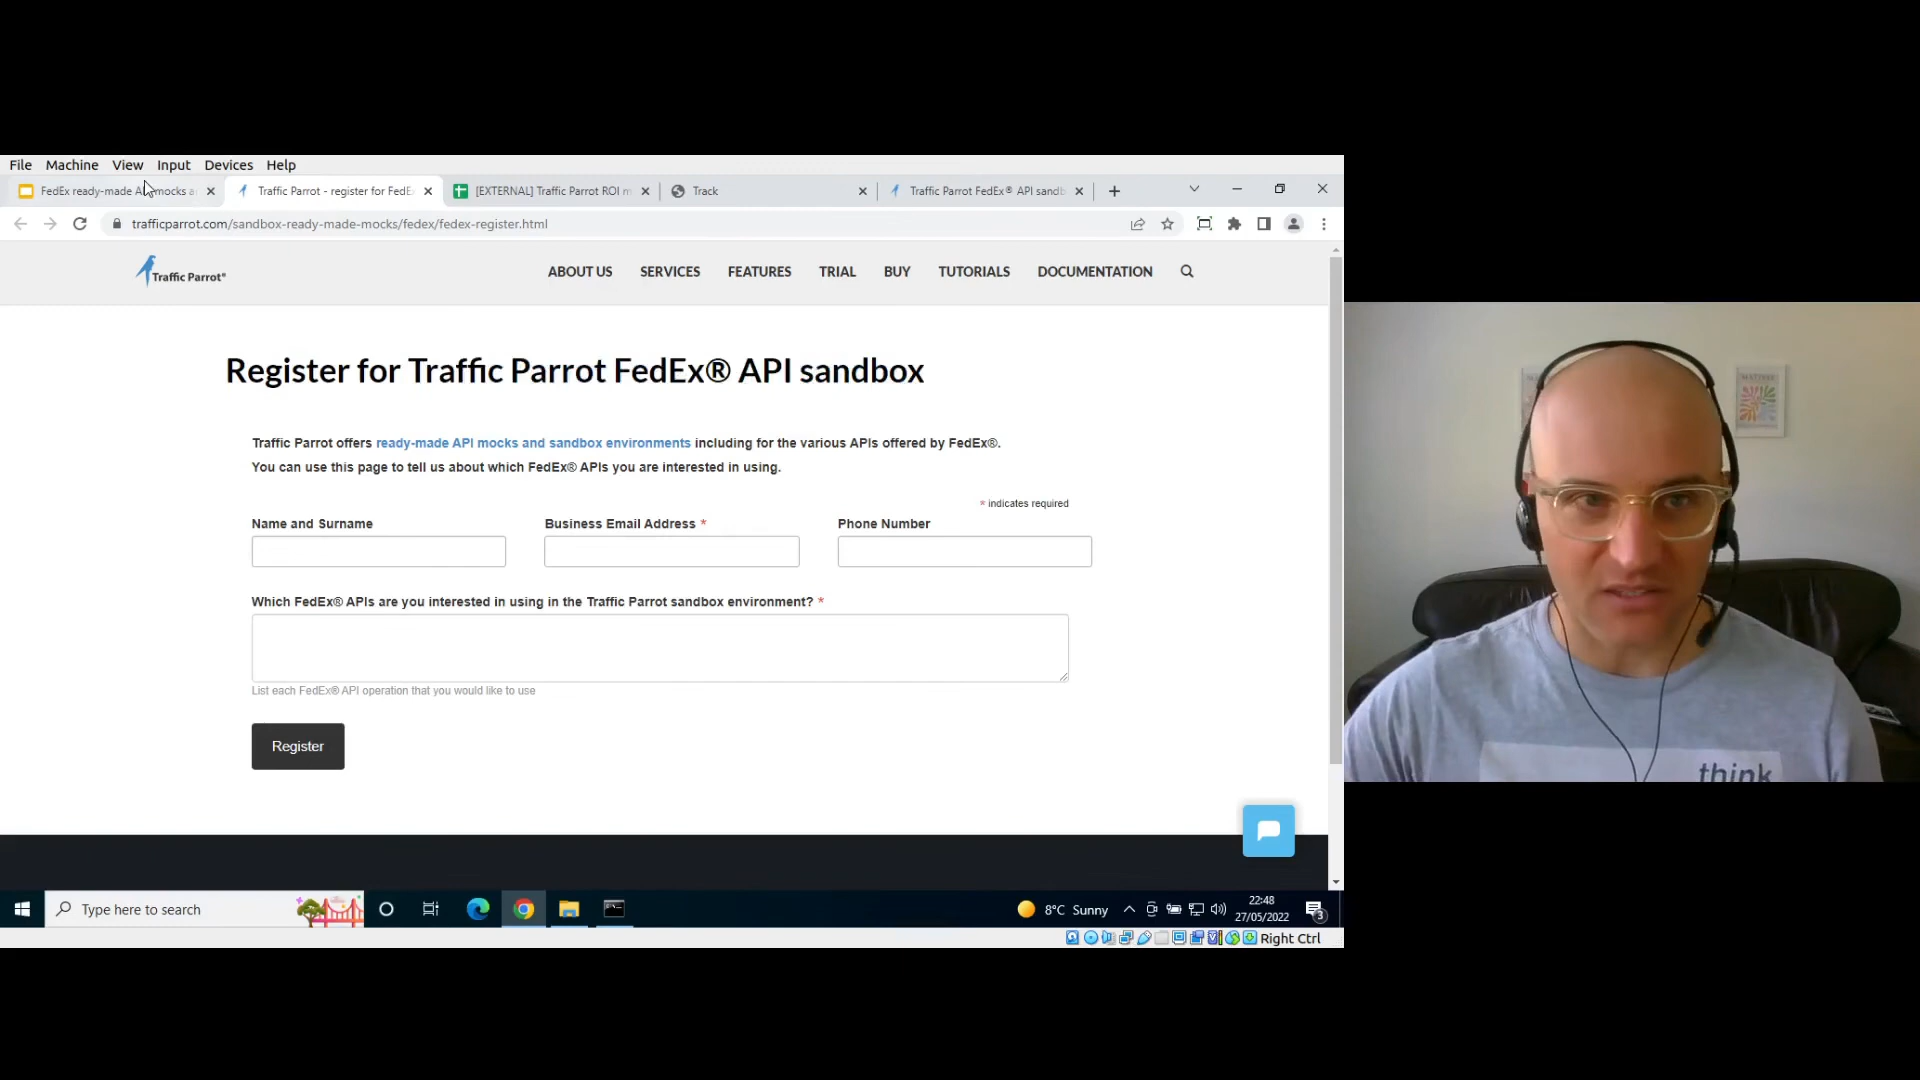 File Machine View Input Devices Help
FedEx ready-made API mocks a
Traffic Parrot - register for FedEx
[EXTERNAL] Traffic Parrot ROI m
Track
Traffic Parrot FedEx® API sandb
trafficparrot.com/sandbox-ready-made-mocks/fedex/fedex-register.html
Traffic Parrot®
ABOUT US SERVICES FEATURES TRIAL BUY TUTORIALS DOCUMENTATION
Register for Traffic Parrot FedEx® API sandbox
Traffic Parrot offers ready-made API mocks and sandbox environments including for the various APIs offered by FedEx®.
You can use this page to tell us about which FedEx® APIs you are interested in using.
* indicates required
Name and Surname
Business Email Address *
Phone Number
Which FedEx® APIs are you interested in using in the Traffic Parrot sandbox environment? *
List each FedEx® API operation that you would like to use
Register
Type here to search
8°C Sunny
22:48
27/05/2022
3
Right Ctrl
think